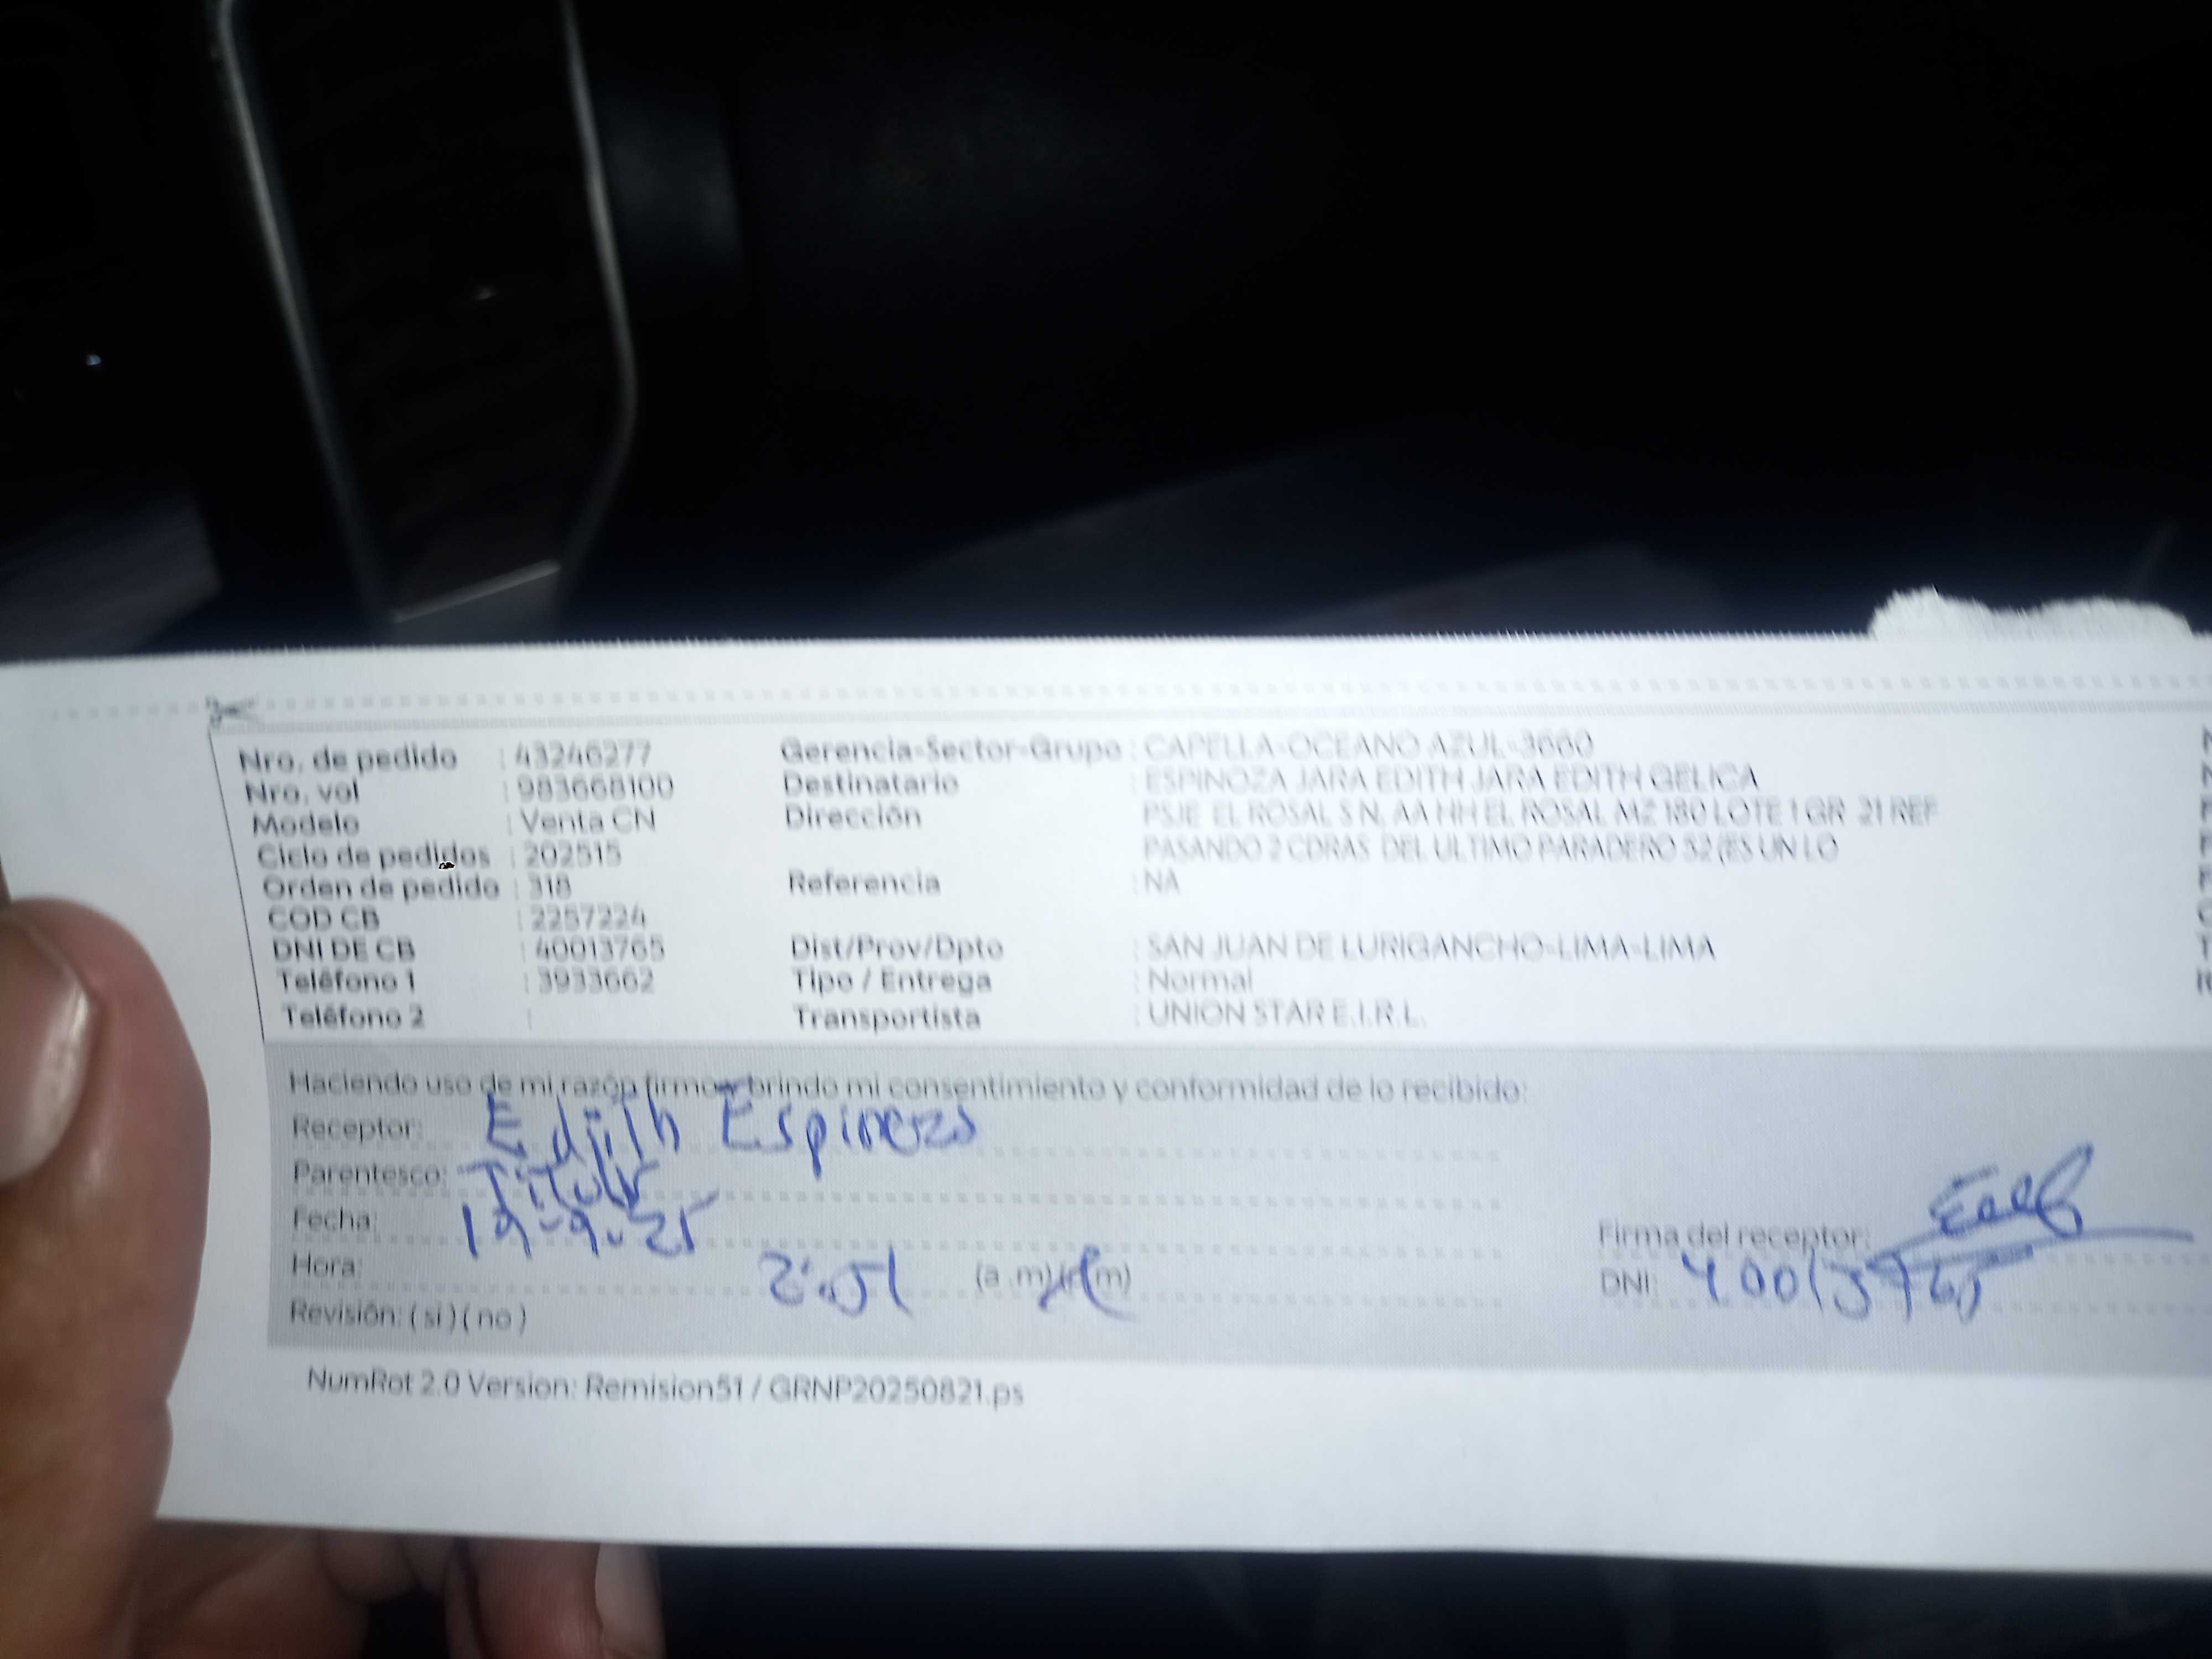 Nro. de pedido : 43246277 Gerencia-Sector-Grupo : CAPELLA-OCEANO AZUL-3660
Nro. vol : 983668100 Destinatario : ESPINOZA JARA EDITH JARA EDITH GELICA
Modelo : Venta CN Dirección : PSJE EL ROSAL S N, AA HH EL ROSAL MZ 180 LOTE 1 GR 21 REF
Ciclo de pedidos : 202515 PASANDO 2 CDRAS DEL ULTIMO PARADERO 32 (ES UN LO
Orden de pedido : 318 Referencia : NA
COD CB : 2257224
DNI DE CB : 40013765 Dist/Prov/Dpto : SAN JUAN DE LURIGANCHO-LIMA-LIMA
Teléfono 1 : 3933662 Tipo / Entrega : Normal
Teléfono 2 : Transportista : UNION STAR E.I.R.L.
Haciendo uso de mi razón firmo y brindo mi consentimiento y conformidad de lo recibido:
Receptor: Edith Espinoza
Parentesco: Titular
Fecha: 19-9-25 Firma del receptor:
Hora: 2:51 (a .m) (p m) DNI: 40013765
Revisión: ( si ) ( no )
NumRot 2.0 Version: Remision51 / GRNP20250821.ps